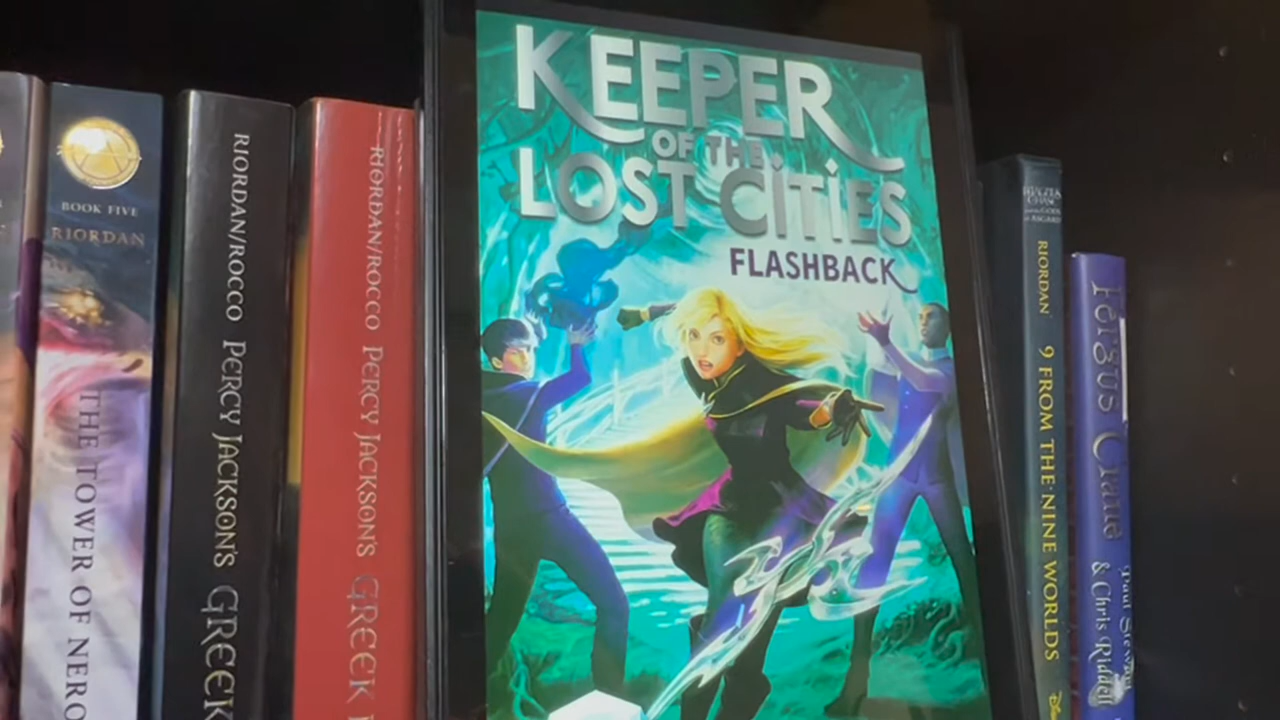 BOOK FIVE
RIORDAN
THE TOWER OF NERO
RIORDAN/ROCCO PERCY JACKSON'S GREEK
RIORDAN/ROCCO PERCY JACKSON'S GREEK
KEEPER
OF THE
LOST CiTiES
FLASHBACK
RIORDAN 9 FROM THE NINE WORLDS
Fergus Crane
Paul Stewart
& Chris Riddell